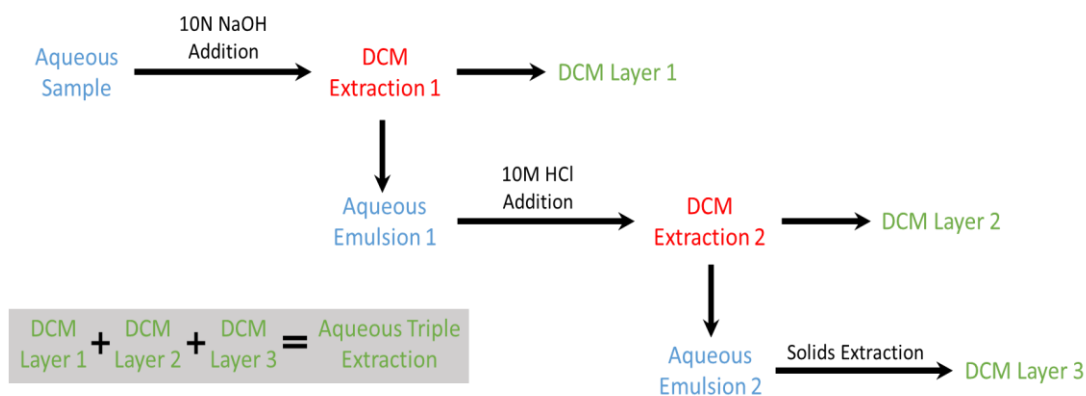 10N NaOH
Addition
Aqueous
Sample
DCM
Extraction 1
DCM Layer 1
10M HCl
Addition
Aqueous
Emulsion 1
DCM
Extraction 2
DCM Layer 2
DCM
Layer 1
+
DCM
Layer 2
+
DCM
Layer 3
=
Aqueous Triple
Extraction
Aqueous
Emulsion 2
Solids Extraction
DCM Layer 3